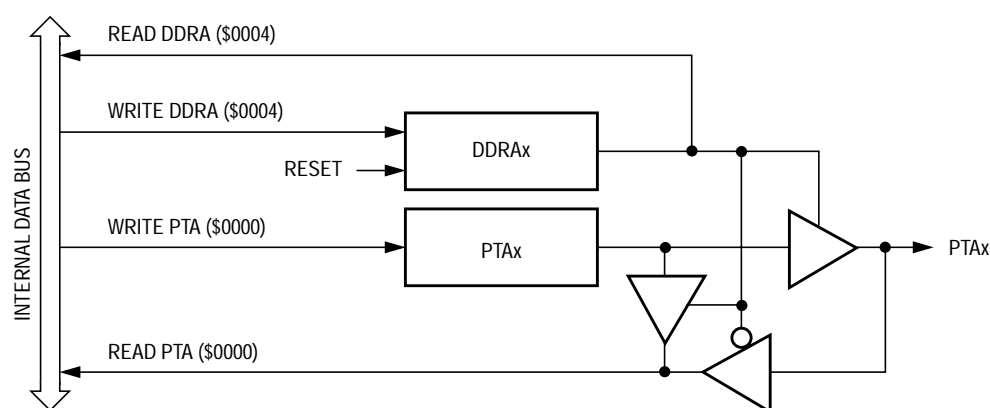 READ DDRA ($0004)
WRITE DDRA ($0004)
DDRAx
RESET
WRITE PTA ($0000)
PTAx
PTAx
READ PTA ($0000)
INTERNAL DATA BUS